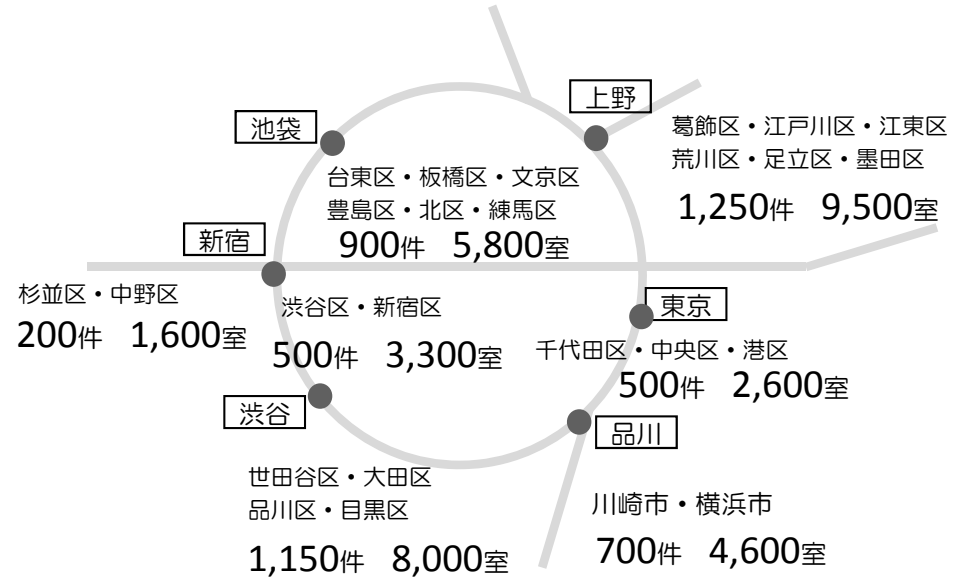 上野
葛飾区・江戸川区・江東区
荒川区・足立区・墨田区
1,250件 9,500室
池袋
台東区・板橋区・文京区
豊島区・北区・練馬区
900件 5,800室
新宿
杉並区・中野区
200件 1,600室
渋谷区・新宿区
500件 3,300室
東京
千代田区・中央区・港区
500件 2,600室
渋谷
品川
世田谷区・大田区
品川区・目黒区
1,150件 8,000室
川崎市・横浜市
700件 4,600室